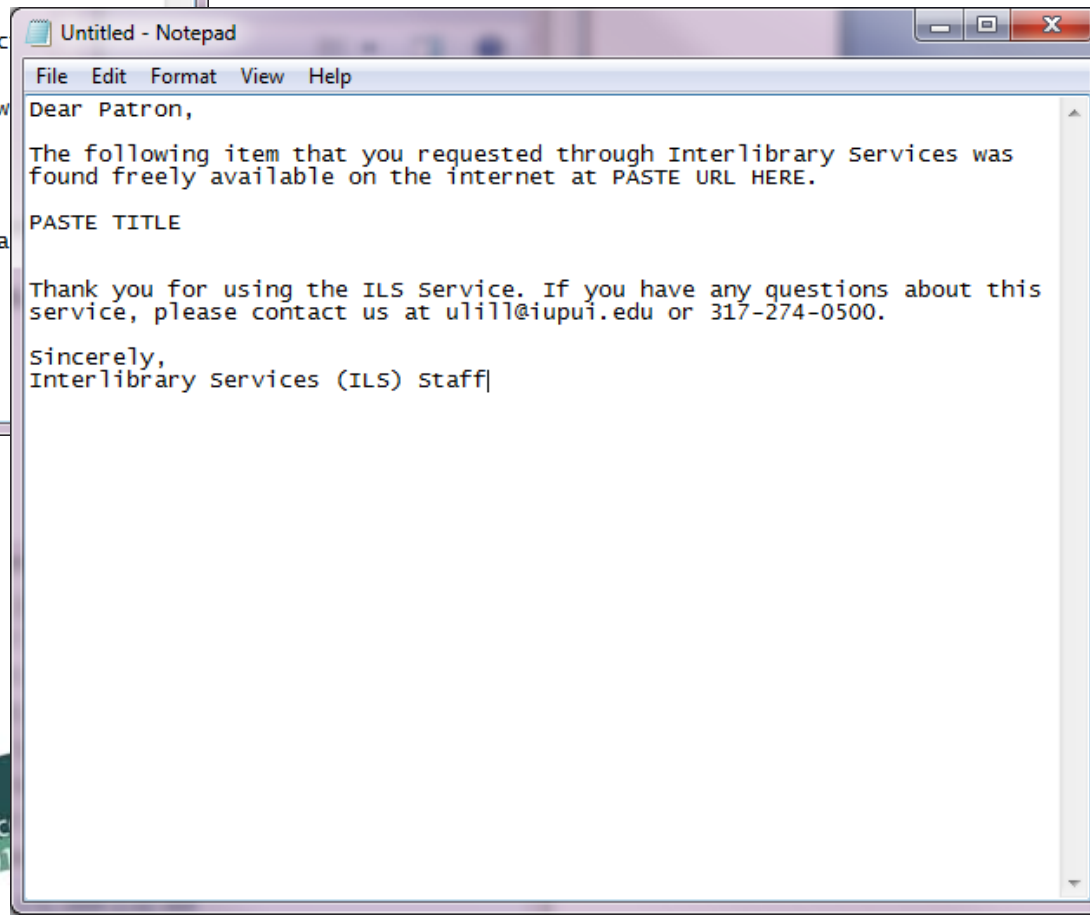 Untitled - Notepad
File Edit Format View Help
Dear Patron,
The following item that you requested through Interlibrary Services was
found freely available on the internet at PASTE URL HERE.
PASTE TITLE
Thank you for using the ILS Service. If you have any questions about this
service, please contact us at ulill@iupui.edu or 317-274-0500.
Sincerely,
Interlibrary Services (ILS) Staff